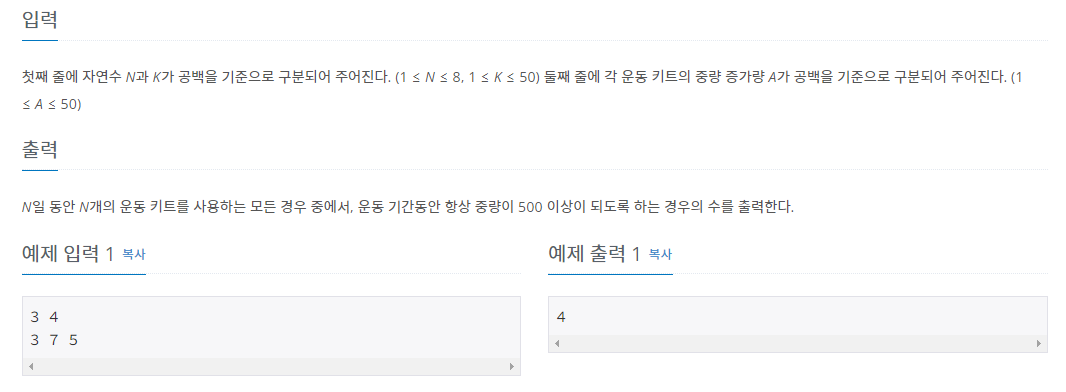 입력
첫째 줄에 자연수 N과 K가 공백을 기준으로 구분되어 주어진다. (1 ≤ N ≤ 8, 1 ≤ K ≤ 50) 둘째 줄에 각 운동 키트의 중량 증가량 A가 공백을 기준으로 구분되어 주어진다. (1
≤ A ≤ 50)
출력
N일 동안 N개의 운동 키트를 사용하는 모든 경우 중에서, 운동 기간동안 항상 중량이 500 이상이 되도록 하는 경우의 수를 출력한다.
예제 입력 1 복사
3 4
3 7 5
예제 출력 1 복사
4